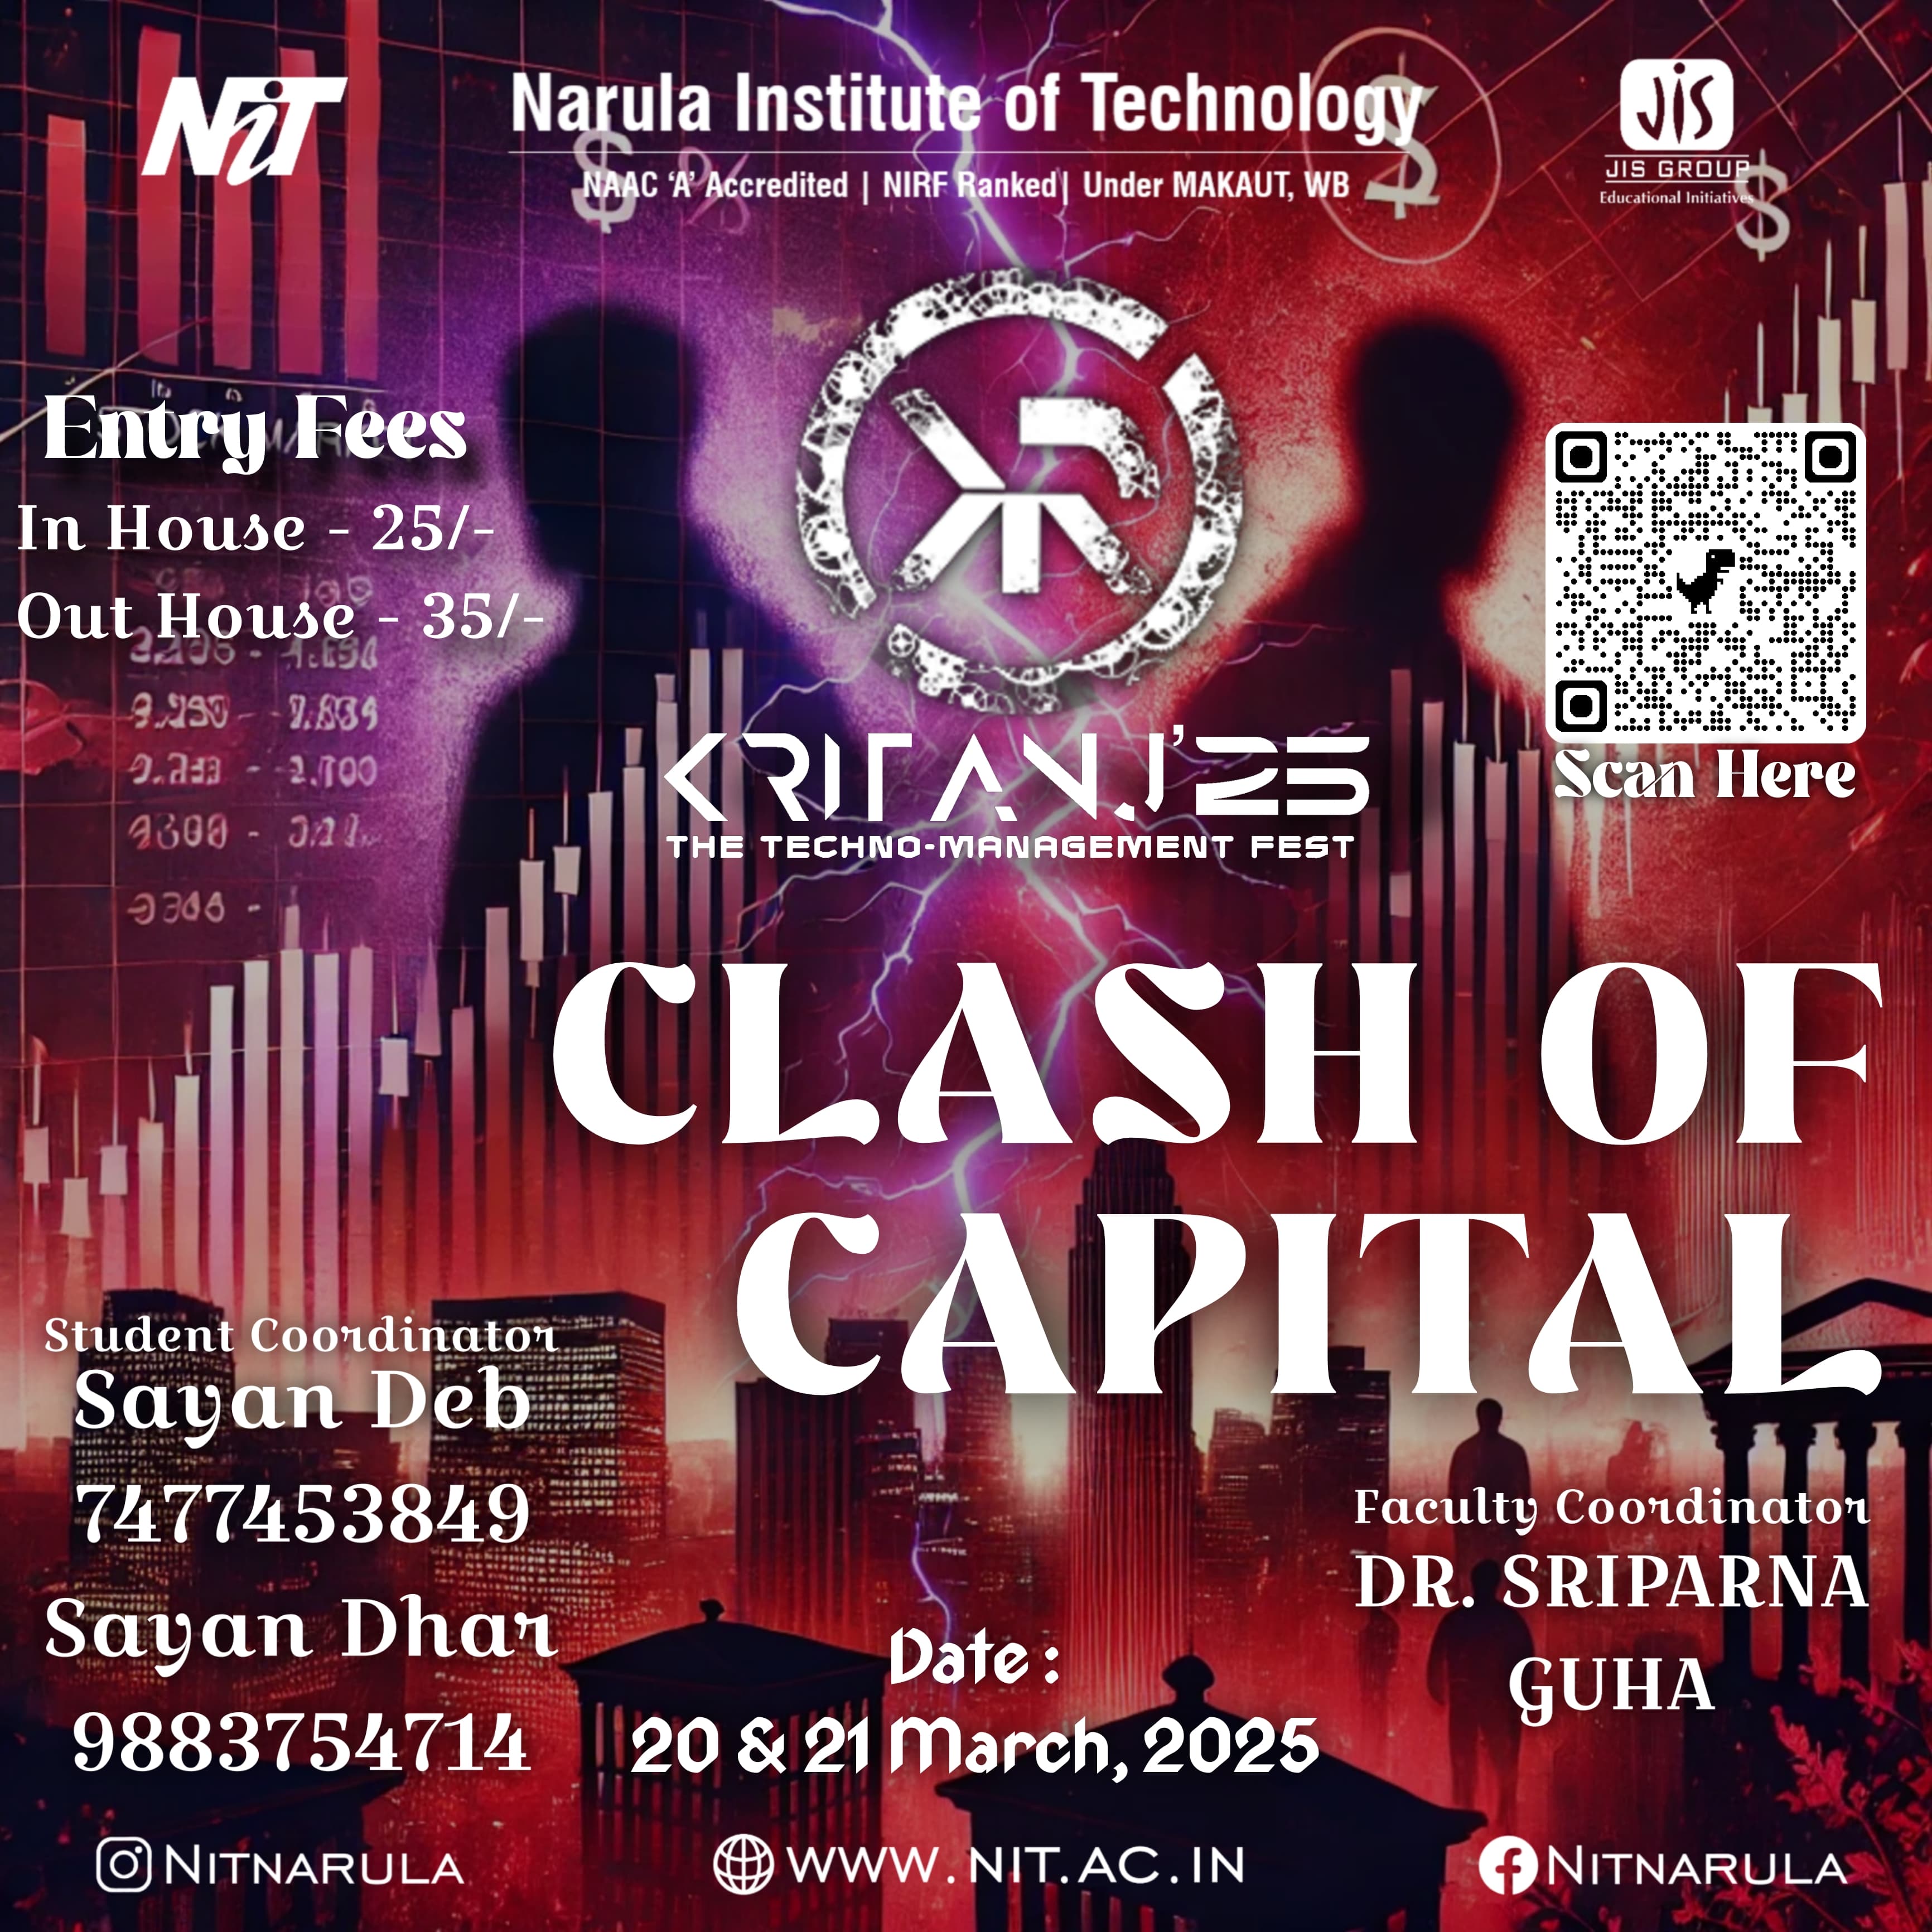 NiT
Narula Institute of Technology
NAAC ‘A’ Accredited | NIRF Ranked| Under MAKAUT, WB
JIS
JIS GROUP
Educational Initiatives
Entry Fees
In House - 25/-
Out House - 35/-
Scan Here
KRITANJ'25
THE TECHNO-MANAGEMENT FEST
CLASH OF
CAPITAL
Student Coordinator
Sayan Deb
7477453849
Sayan Dhar
9883754714
Faculty Coordinator
DR. SRIPARNA
GUHA
Date :
20 & 21 March, 2025
NITNARULA
WWW.NIT.AC.IN
NITNARULA